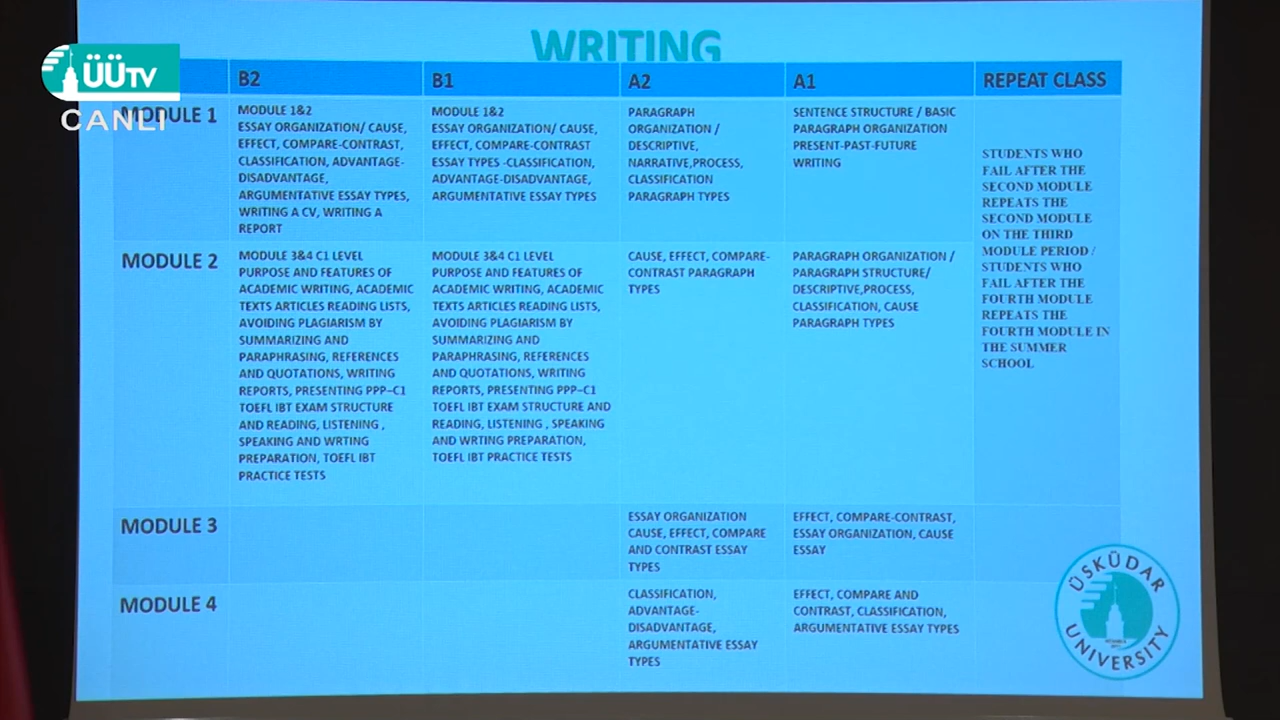 WRITING
ÜÜTV
CANLI
B2
B1
A2
A1
REPEAT CLASS
MODULE 1
MODULE 1&2
ESSAY ORGANIZATION/ CAUSE,
EFFECT, COMPARE-CONTRAST,
CLASSIFICATION, ADVANTAGE-
DISADVANTAGE,
ARGUMENTATIVE ESSAY TYPES,
WRITING A CV, WRITING A
REPORT
MODULE 1&2
ESSAY ORGANIZATION/ CAUSE,
EFFECT, COMPARE-CONTRAST
ESSAY TYPES -CLASSIFICATION,
ADVANTAGE-DISADVANTAGE,
ARGUMENTATIVE ESSAY TYPES
PARAGRAPH
ORGANIZATION /
DESCRIPTIVE,
NARRATIVE,PROCESS,
CLASSIFICATION
PARAGRAPH TYPES
SENTENCE STRUCTURE / BASIC
PARAGRAPH ORGANIZATION
PRESENT-PAST-FUTURE
WRITING
STUDENTS WHO
FAIL AFTER THE
SECOND MODULE
REPEATS THE
SECOND MODULE
ON THE THIRD
MODULE PERIOD /
STUDENTS WHO
FAIL AFTER THE
FOURTH MODULE
REPEATS THE
FOURTH MODULE IN
THE SUMMER
SCHOOL
MODULE 2
MODULE 3&4 C1 LEVEL
PURPOSE AND FEATURES OF
ACADEMIC WRITING, ACADEMIC
TEXTS ARTICLES READING LISTS,
AVOIDING PLAGIARISM BY
SUMMARIZING AND
PARAPHRASING, REFERENCES
AND QUOTATIONS, WRITING
REPORTS, PRESENTING PPP–C1
TOEFL IBT EXAM STRUCTURE
AND READING, LISTENING ,
SPEAKING AND WRTING
PREPARATION, TOEFL IBT
PRACTICE TESTS
MODULE 3&4 C1 LEVEL
PURPOSE AND FEATURES OF
ACADEMIC WRITING, ACADEMIC
TEXTS ARTICLES READING LISTS,
AVOIDING PLAGIARISM BY
SUMMARIZING AND
PARAPHRASING, REFERENCES
AND QUOTATIONS, WRITING
REPORTS, PRESENTING PPP–C1
TOEFL IBT EXAM STRUCTURE AND
READING, LISTENING , SPEAKING
AND WRTING PREPARATION,
TOEFL IBT PRACTICE TESTS
CAUSE, EFFECT, COMPARE-
CONTRAST PARAGRAPH
TYPES
PARAGRAPH ORGANIZATION /
PARAGRAPH STRUCTURE/
DESCRIPTIVE,PROCESS,
CLASSIFICATION, CAUSE
PARAGRAPH TYPES
MODULE 3
ESSAY ORGANIZATION
CAUSE, EFFECT, COMPARE
AND CONTRAST ESSAY
TYPES
EFFECT, COMPARE-CONTRAST,
ESSAY ORGANIZATION, CAUSE
ESSAY
MODULE 4
CLASSIFICATION,
ADVANTAGE-
DISADVANTAGE,
ARGUMENTATIVE ESSAY
TYPES
EFFECT, COMPARE AND
CONTRAST, CLASSIFICATION,
ARGUMENTATIVE ESSAY TYPES
ÜSKÜDAR
UNIVERSITY